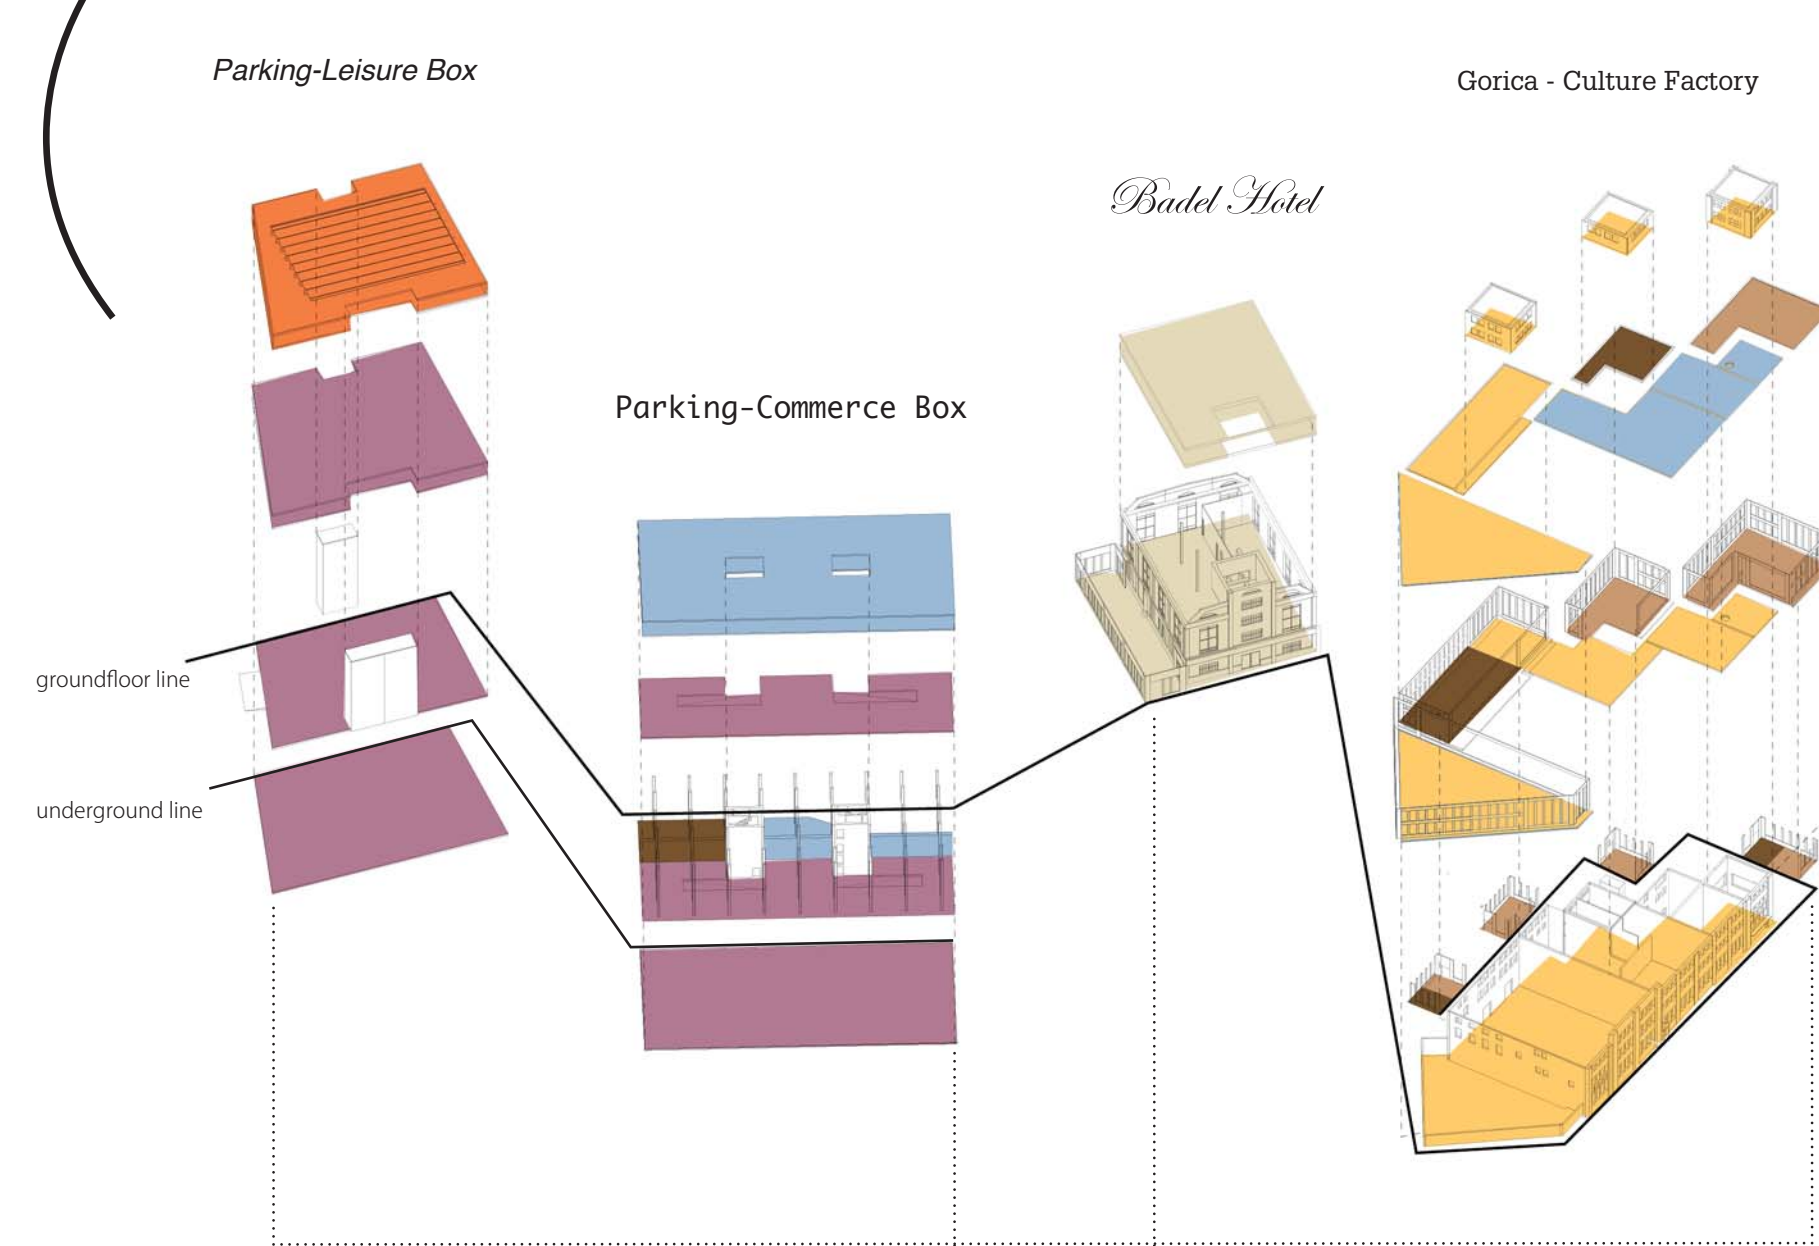 Parking-Leisure Box
Gorica - Culture Factory
Badel Hotel
Parking-Commerce Box
groundfloor line
underground line